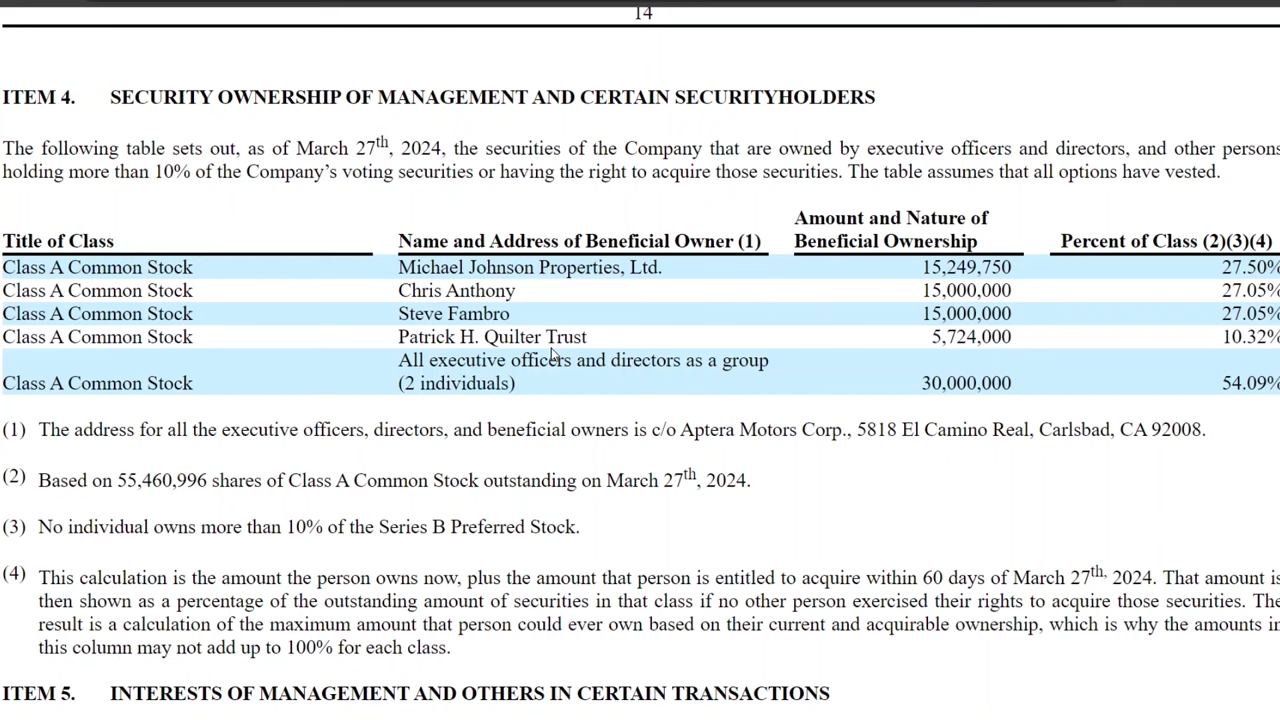 14
ITEM 4. SECURITY OWNERSHIP OF MANAGEMENT AND CERTAIN SECURITYHOLDERS
The following table sets out, as of March 27th, 2024, the securities of the Company that are owned by executive officers and directors, and other persons
holding more than 10% of the Company’s voting securities or having the right to acquire those securities. The table assumes that all options have vested.
Amount and Nature of
Title of Class Name and Address of Beneficial Owner (1) Beneficial Ownership Percent of Class (2)(3)(4)
Class A Common Stock Michael Johnson Properties, Ltd. 15,249,750 27.50%
Class A Common Stock Chris Anthony 15,000,000 27.05%
Class A Common Stock Steve Fambro 15,000,000 27.05%
Class A Common Stock Patrick H. Quilter Trust 5,724,000 10.32%
All executive officers and directors as a group
Class A Common Stock (2 individuals) 30,000,000 54.09%
(1) The address for all the executive officers, directors, and beneficial owners is c/o Aptera Motors Corp., 5818 El Camino Real, Carlsbad, CA 92008.
(2) Based on 55,460,996 shares of Class A Common Stock outstanding on March 27th, 2024.
(3) No individual owns more than 10% of the Series B Preferred Stock.
(4) This calculation is the amount the person owns now, plus the amount that person is entitled to acquire within 60 days of March 27th, 2024. That amount is
then shown as a percentage of the outstanding amount of securities in that class if no other person exercised their rights to acquire those securities. The
result is a calculation of the maximum amount that person could ever own based on their current and acquirable ownership, which is why the amounts in
this column may not add up to 100% for each class.
ITEM 5. INTERESTS OF MANAGEMENT AND OTHERS IN CERTAIN TRANSACTIONS